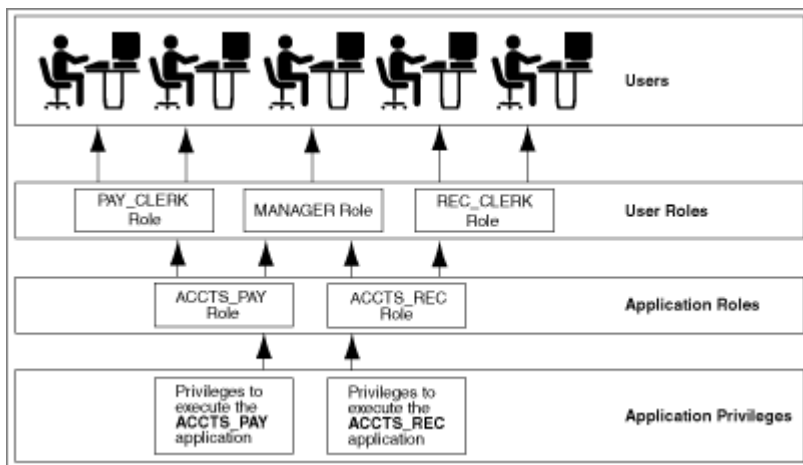 Users
PAY_CLERK
Role
MANAGER Role
REC_CLERK
Role
User Roles
ACCTS_PAY
Role
ACCTS_REC
Role
Application Roles
Privileges to
execute the
ACCTS_PAY
application
Privileges to
execute the
ACCTS_REC
application
Application Privileges